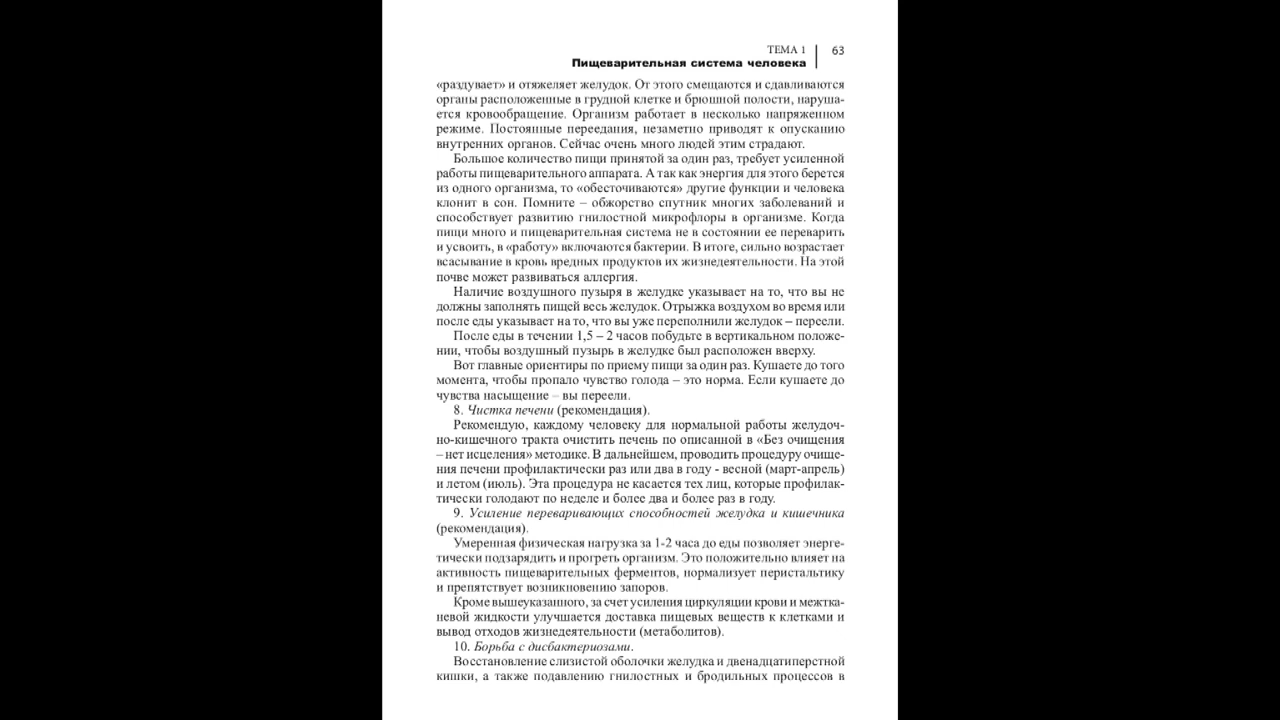 ТЕМА 1
63
Пищеварительная система человека
«раздувает» и отяжеляет желудок. От этого смещаются и сдавливаются
органы расположенные в грудной клетке и брюшной полости, наруша-
ется кровообращение. Организм работает в несколько напряженном
режиме. Постоянные переедания, незаметно приводят к опусканию
внутренних органов. Сейчас очень много людей этим страдают.
Большое количество пищи принятой за один раз, требует усиленной
работы пищеварительного аппарата. А так как энергия для этого берется
из одного организма, то «обесточиваются» другие функции и человека
клонит в сон. Помните – обжорство спутник многих заболеваний и
способствует развитию гнилостной микрофлоры в организме. Когда
пищи много и пищеварительная система не в состоянии ее переварить
и усвоить, в «работу» включаются бактерии. В итоге, сильно возрастает
всасывание в кровь вредных продуктов их жизнедеятельности. На этой
почве может развиваться аллергия.
Наличие воздушного пузыря в желудке указывает на то, что вы не
должны заполнять пищей весь желудок. Отрыжка воздухом во время или
после еды указывает на то, что вы уже переполнили желудок – переели.
После еды в течении 1,5 – 2 часов побудьте в вертикальном положе-
нии, чтобы воздушный пузырь в желудке был расположен вверху.
Вот главные ориентиры по приему пищи за один раз. Кушаете до того
момента, чтобы пропало чувство голода – это норма. Если кушаете до
чувства насыщение – вы переели.
8. Чистка печени (рекомендация).
Рекомендую, каждому человеку для нормальной работы желудоч-
но-кишечного тракта очистить печень по описанной в «Без очищения
– нет исцеления» методике. В дальнейшем, проводить процедуру очище-
ния печени профилактически раз или два в году - весной (март-апрель)
и летом (июль). Эта процедура не касается тех лиц, которые профилак-
тически голодают по неделе и более два и более раз в году.
9. Усиление переваривающих способностей желудка и кишечника
(рекомендация).
Умеренная физическая нагрузка за 1-2 часа до еды позволяет энерге-
тически подзарядить и прогреть организм. Это положительно влияет на
активность пищеварительных ферментов, нормализует перистальтику
и препятствует возникновению запоров.
Кроме вышеуказанного, за счет усиления циркуляции крови и межтка-
невой жидкости улучшается доставка пищевых веществ к клетками и
вывод отходов жизнедеятельности (метаболитов).
10. Борьба с дисбактериозами.
Восстановление слизистой оболочки желудка и двенадцатиперстной
кишки, а также подавлению гнилостных и бродильных процессов в